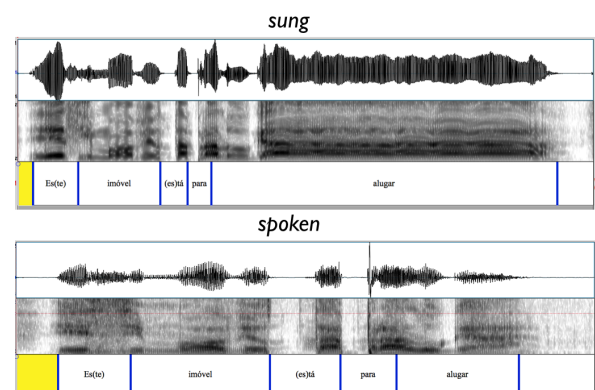 sung
Es(te) imóvel (es)tá para alugar
spoken
Es(te) imóvel (es)tá para alugar